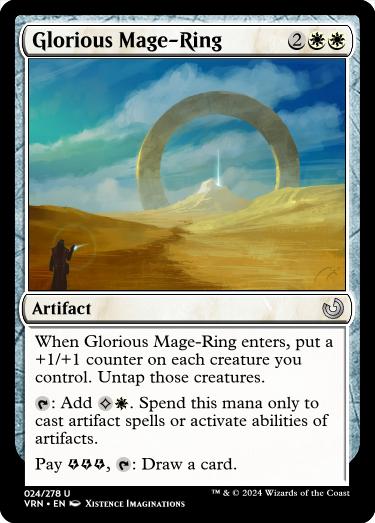 Glorious Mage-Ring 2
Artifact
When Glorious Mage-Ring enters, put a
+1/+1 counter on each creature you
control. Untap those creatures.
: Add . Spend this mana only to
cast artifact spells or activate abilities of
artifacts.
Pay , : Draw a card.
024/278 U
VRN • EN Xistence Imaginations
™ & © 2024 Wizards of the Coast